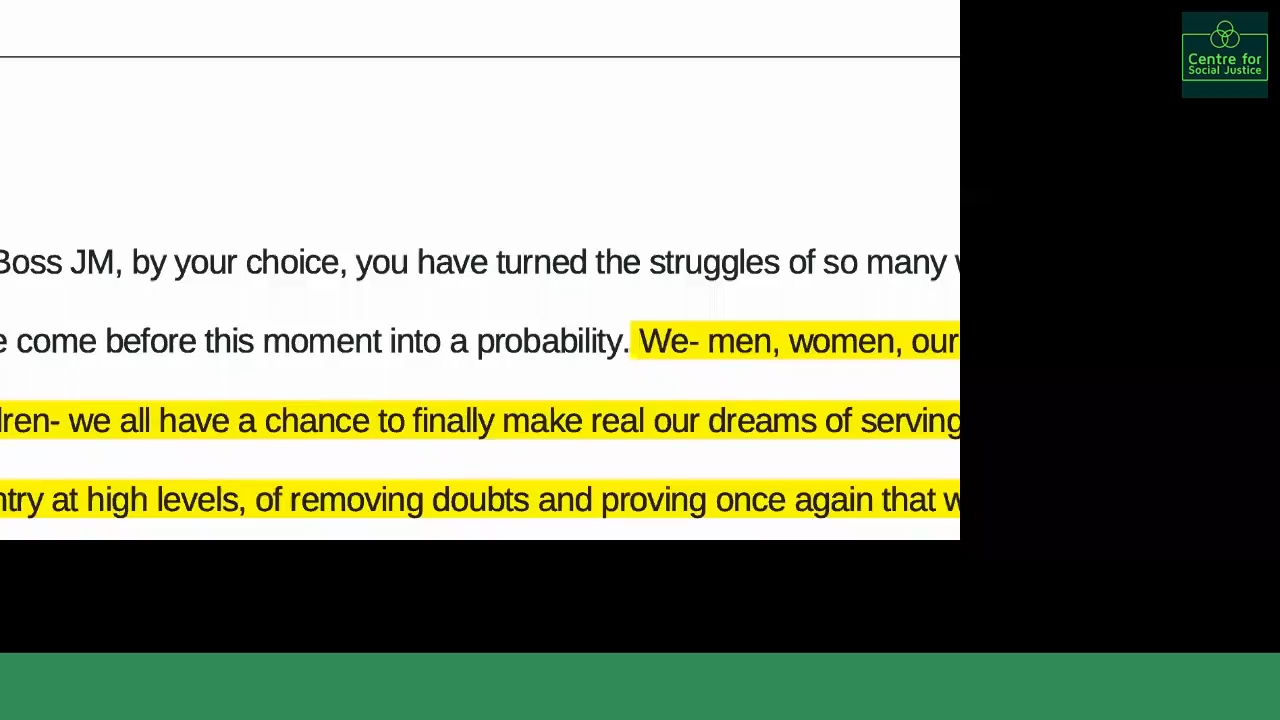 Centre for
Social Justice
Boss JM, by your choice, you have turned the struggles of so many
come before this moment into a probability. We- men, women, our
we all have a chance to finally make real our dreams of serving
at high levels, of removing doubts and proving once again that